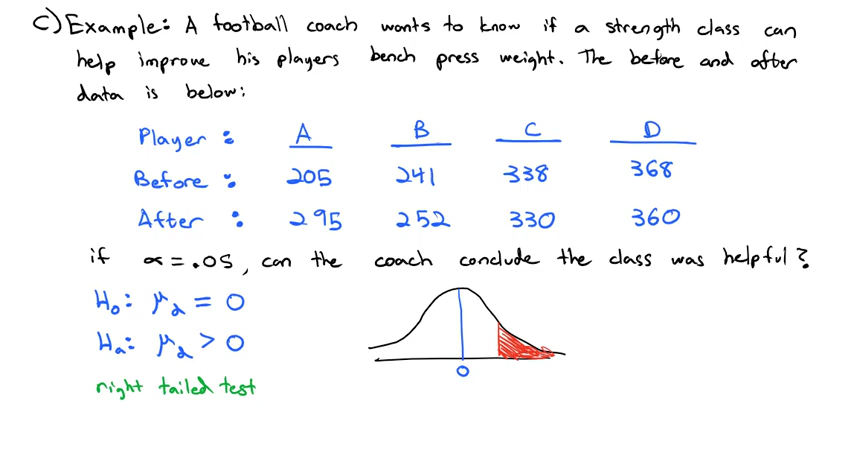 C) Example: A football coach wants to know if a strength class can
help improve his players bench press weight. The before and after
data is below:
Player: A B C D
Before: 205 241 338 368
After: 295 252 330 360
if α = .05, can the coach conclude the class was helpful?
H₀: μd = 0
Hₐ: μd > 0
0
right tailed test